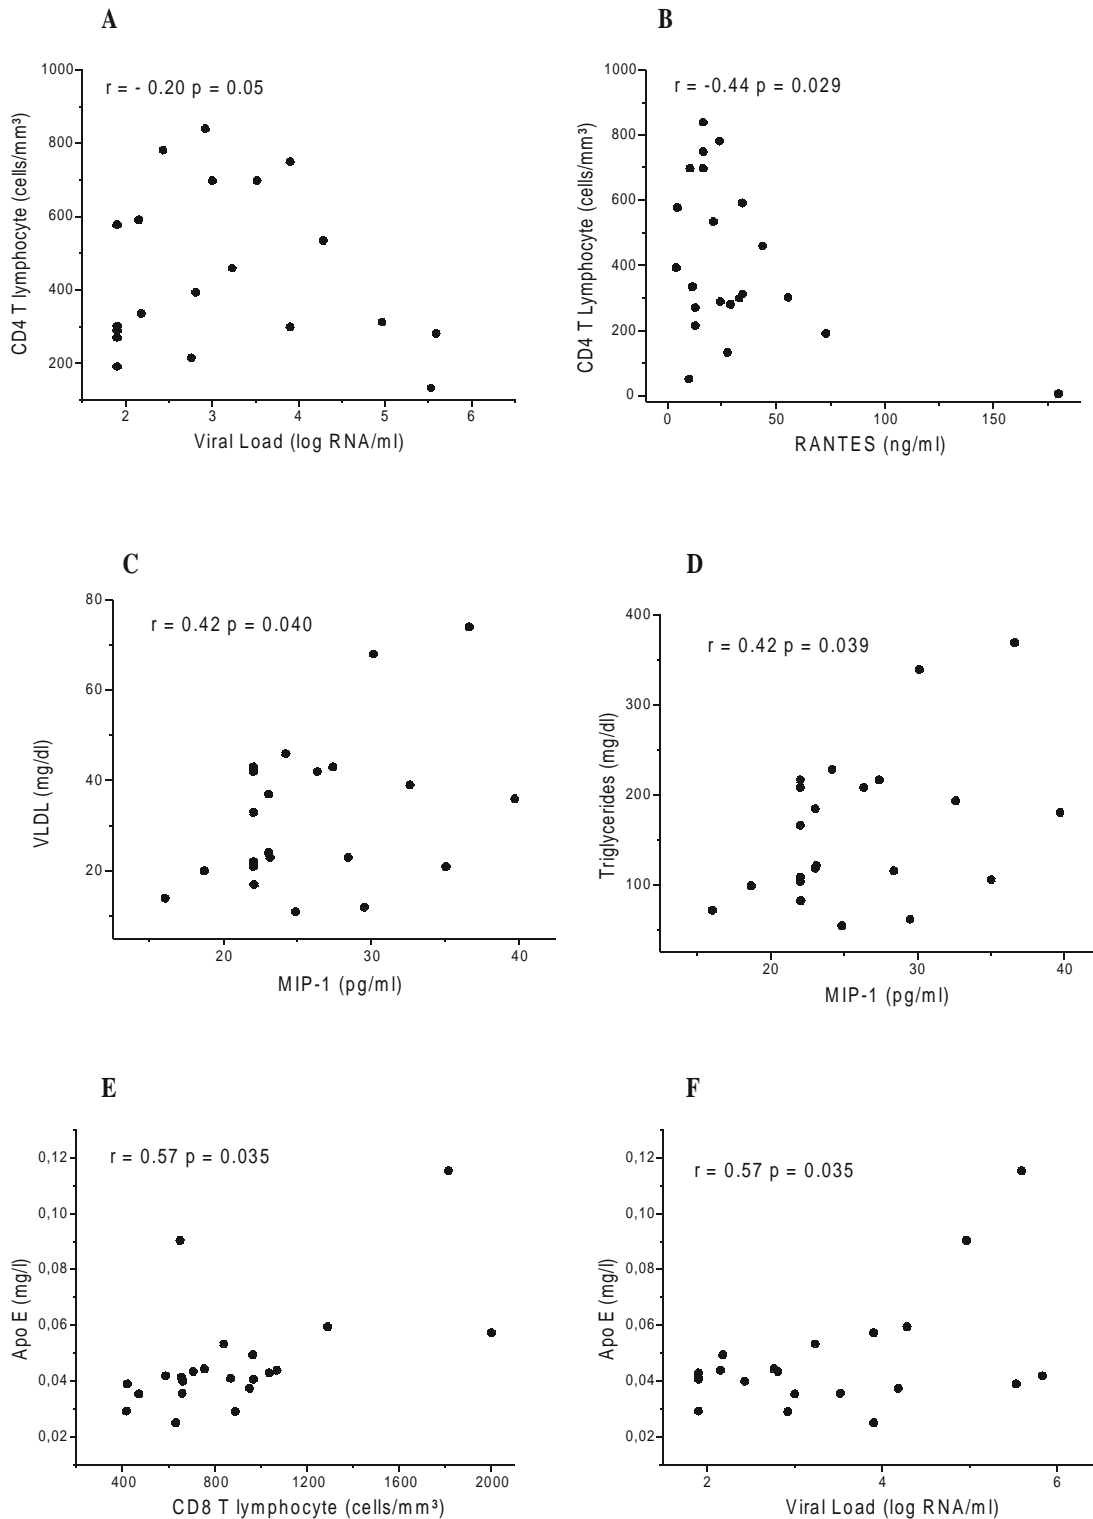 A
r = - 0.20 p = 0.05
CD4 T lymphocyte (cells/mm³)
1000
800
600
400
200
2 3 4 5 6
Viral Load (log RNA/ml)
B
r = -0.44 p = 0.029
CD4 T Lymphocyte (cells/mm³)
1000
800
600
400
200
0
0 50 100 150
RANTES (ng/ml)
C
r = 0.42 p = 0.040
VLDL (mg/dl)
80
60
40
20
20 30 40
MIP-1 (pg/ml)
D
r = 0.42 p = 0.039
Triglycerides (mg/dl)
400
300
200
100
20 30 40
MIP-1 (pg/ml)
E
r = 0.57 p = 0.035
Apo E (mg/l)
0,12
0,10
0,08
0,06
0,04
0,02
400 800 1200 1600 2000
CD8 T lymphocyte (cells/mm³)
F
r = 0.57 p = 0.035
Apo E (mg/l)
0,12
0,10
0,08
0,06
0,04
0,02
2 4 6
Viral Load (log RNA/ml)